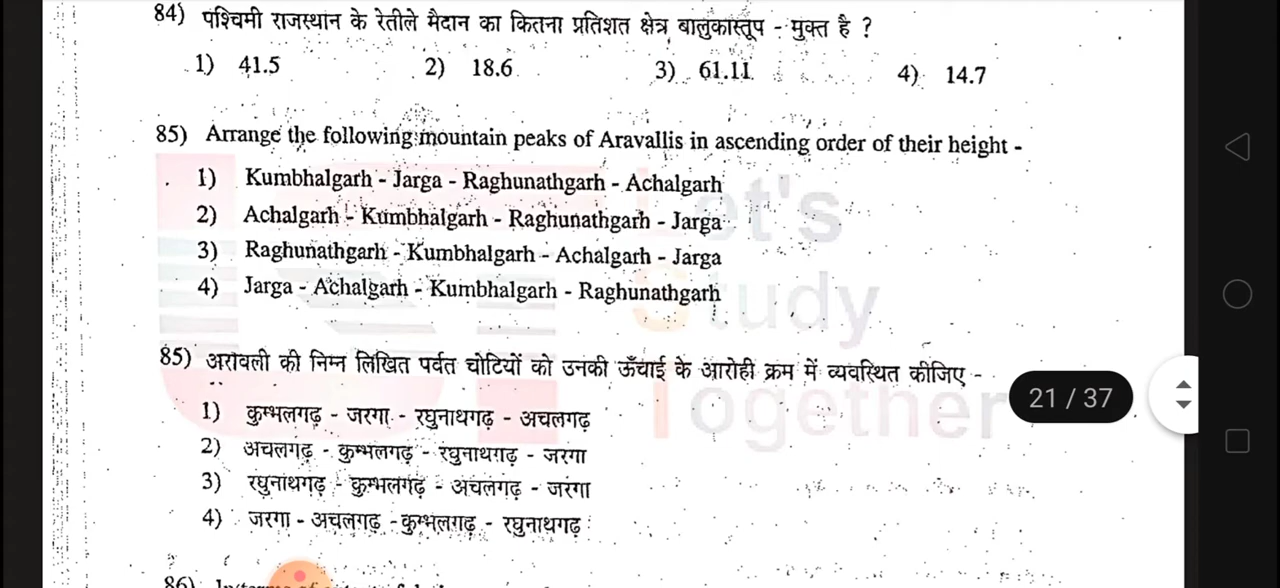 84) पश्चिमी राजस्थान के रेतीले मैदान का कितना प्रतिशत क्षेत्र बालुकास्तूप - मुक्त है ?
1) 41.5 2) 18.6 3) 61.11 4) 14.7
85) Arrange the following mountain peaks of Aravallis in ascending order of their height -
1) Kumbhalgarh - Jarga - Raghunathgarh - Achalgarh
2) Achalgarh - Kumbhalgarh - Raghunathgarh - Jarga
3) Raghunathgarh - Kumbhalgarh - Achalgarh - Jarga
4) Jarga - Achalgarh - Kumbhalgarh - Raghunathgarh
Let's
Study
Together
85) अरावली की निम्न लिखित पर्वत चोटियों को उनकी ऊँचाई के आरोही क्रम में व्यवस्थित कीजिए -
21 / 37
1) कुम्भलगढ़ - जरगा - रघुनाथगढ़ - अचलगढ़
2) अचलगढ़ - कुम्भलगढ़ - रघुनाथगढ़ - जरगा
3) रघुनाथगढ़ - कुम्भलगढ़ - अचलगढ़ - जरगा
4) जरगा - अचलगढ़ - कुम्भलगढ़ - रघुनाथगढ़
86)